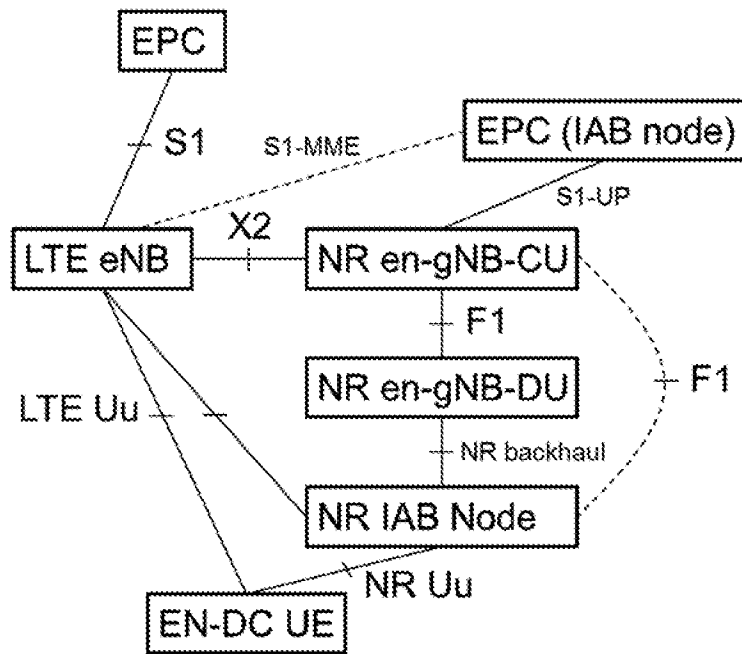 EPC
EPC (IAB node)
S1
S1-MME
S1-UP
X2
LTE eNB
NR en-gNB-CU
F1
NR en-gNB-DU
F1
LTE Uu
NR backhaul
NR IAB Node
NR Uu
EN-DC UE